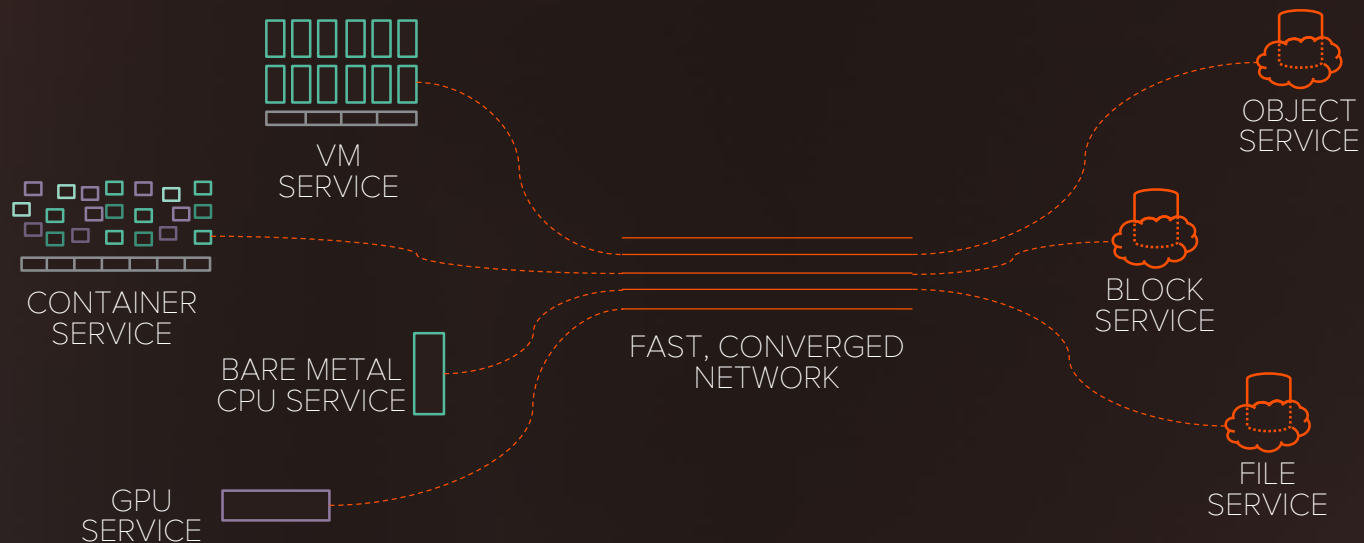 VM
SERVICE
CONTAINER
SERVICE
BARE METAL
CPU SERVICE
GPU
SERVICE
FAST, CONVERGED
NETWORK
OBJECT
SERVICE
BLOCK
SERVICE
FILE
SERVICE